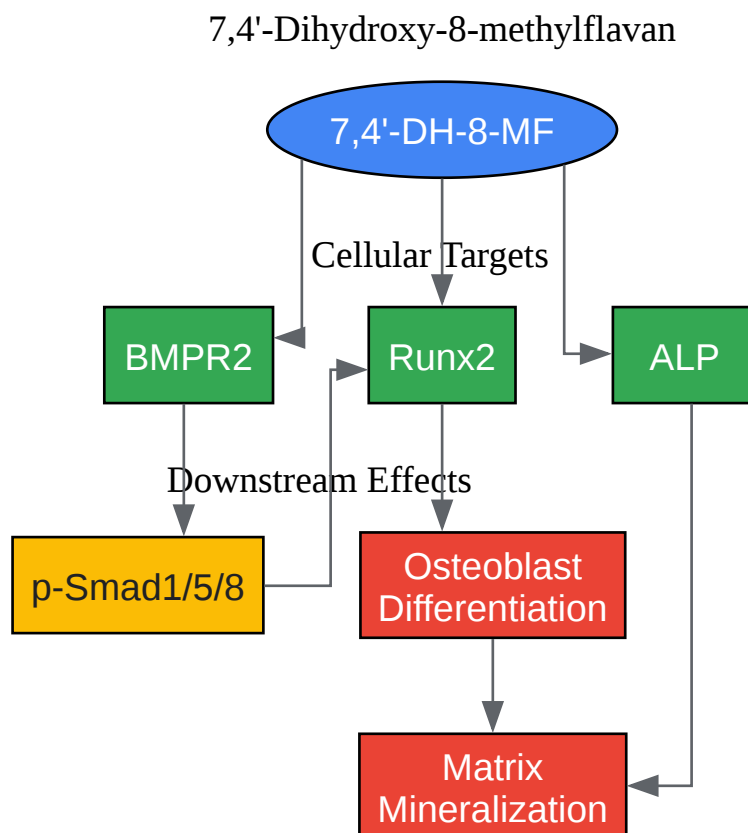 7,4'-Dihydroxy-8-methylflavan
7,4'-DH-8-MF
Cellular Targets
BMPR2
Runx2
ALP
Downstream Effects
p-Smad1/5/8
Osteoblast
Differentiation
Matrix
Mineralization